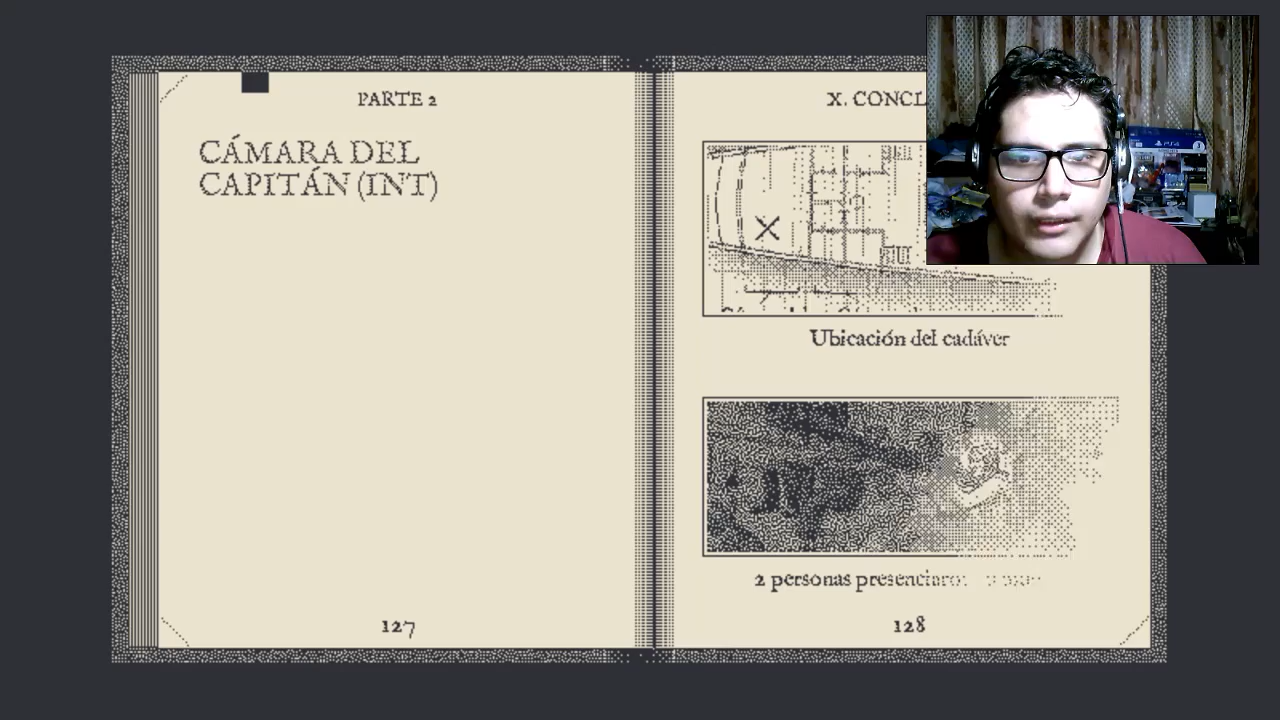 PARTE 2
CÁMARA DEL
CAPITÁN (INT)
127
X. CONCL
Ubicación del cadáver
2 personas presenciaron
128